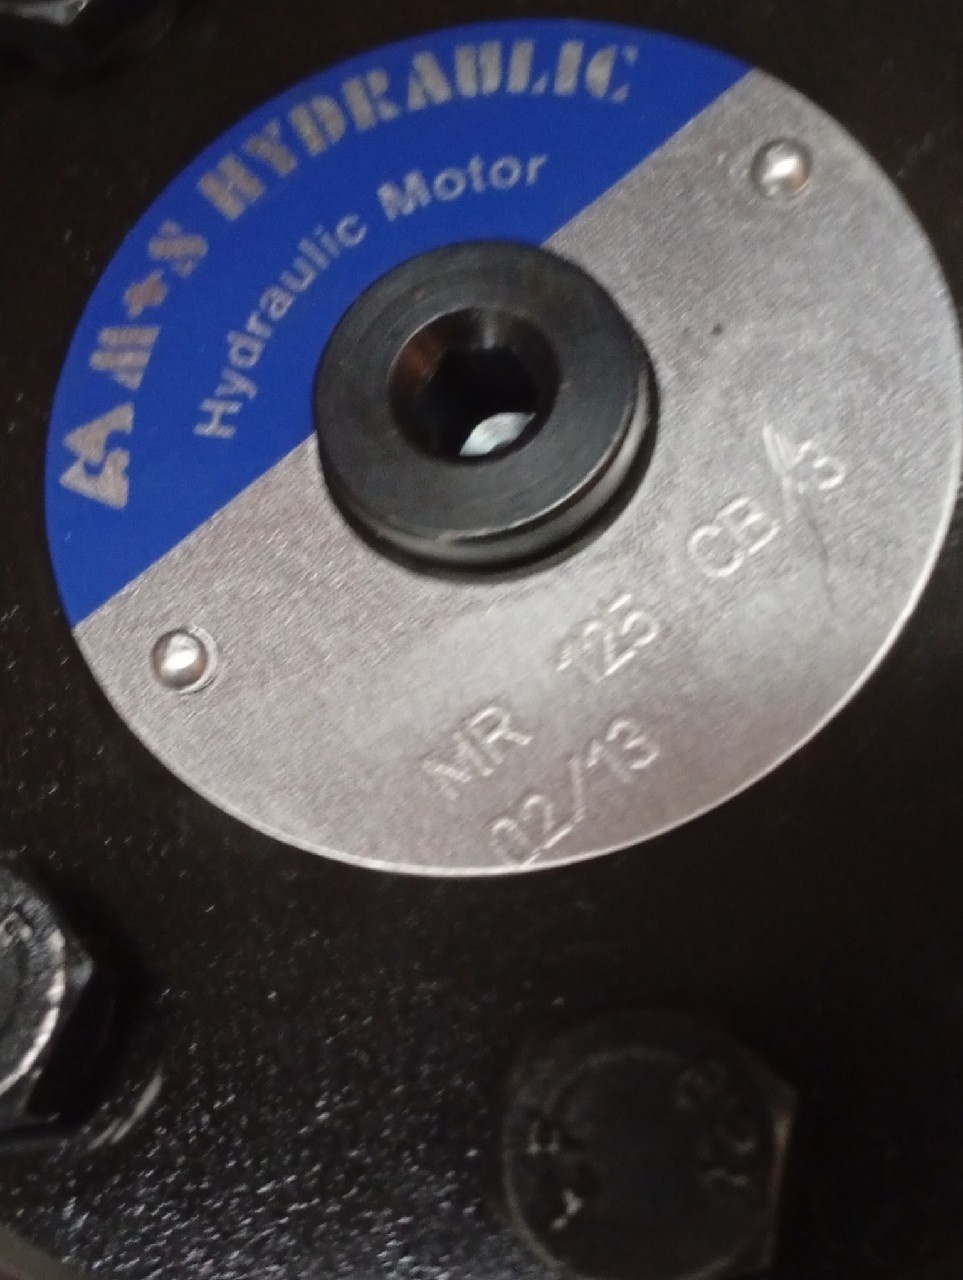 M+S HYDRAULIC
Hydraulic Motor
MR 125 CB/3
02/13